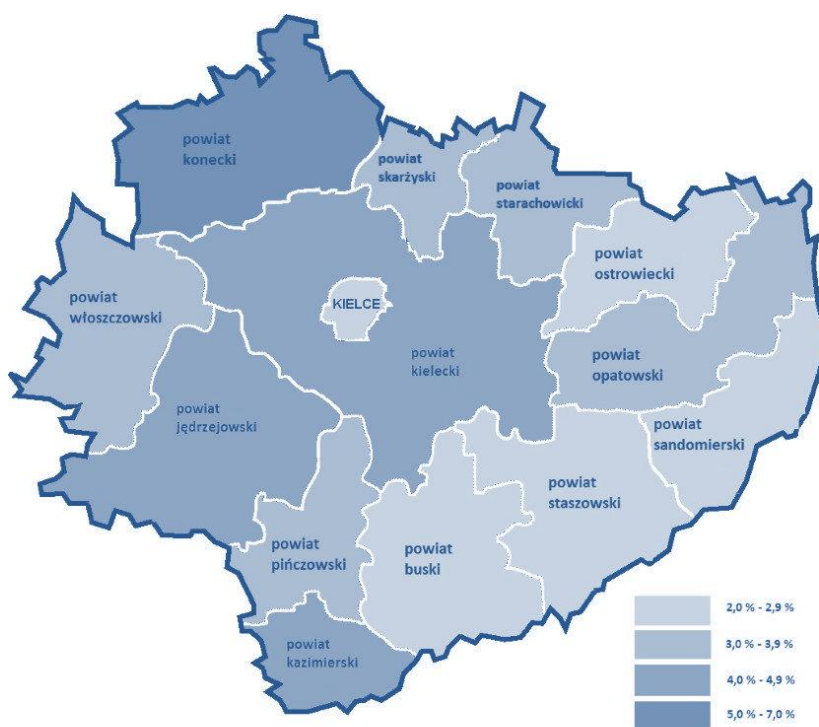 powiat
konecki
powiat
skarżyski
powiat
starachowicki
powiat
ostrowiecki
powiat
włoszczowski
KIELCE
powiat
kielecki
powiat
opatowski
powiat
jędrzejowski
powiat
sandomierski
powiat
staszowski
powiat
pińczowski
powiat
buski
powiat
kazimierski
2,0 % - 2,9 %
3,0 % - 3,9 %
4,0 % - 4,9 %
5,0 % - 7,0 %